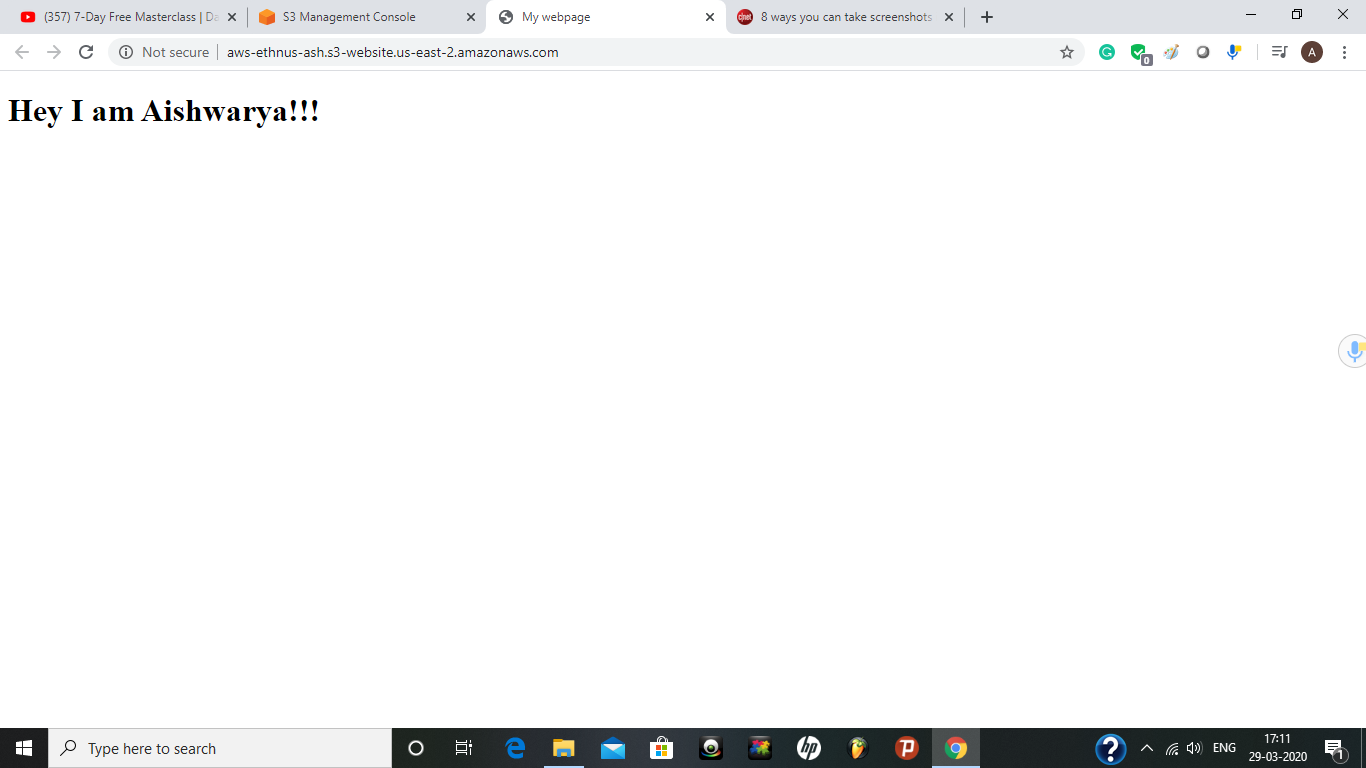 (357) 7-Day Free Masterclass | Da
S3 Management Console
My webpage
8 ways you can take screenshots
Not secure
aws-ethnus-ash.s3-website.us-east-2.amazonaws.com
0
A
Hey I am Aishwarya!!!
Type here to search
ENG
17:11
29-03-2020
1